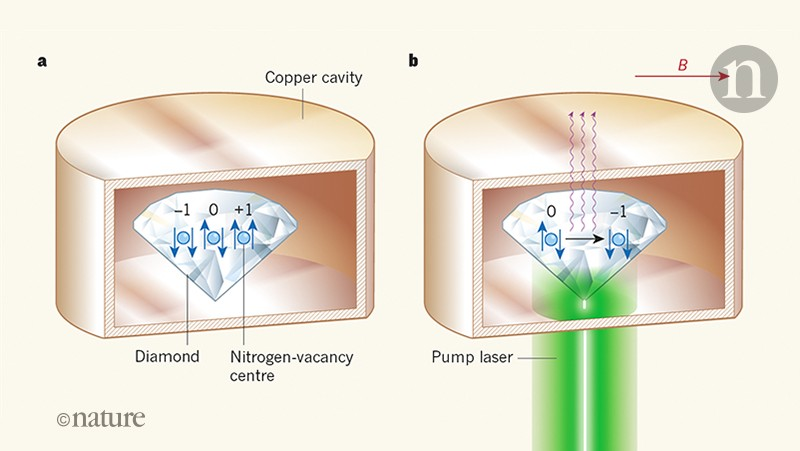 a
Copper cavity
–1 0 +1
Diamond
Nitrogen-vacancy
centre
b
B
n
0 –1
Pump laser
©nature